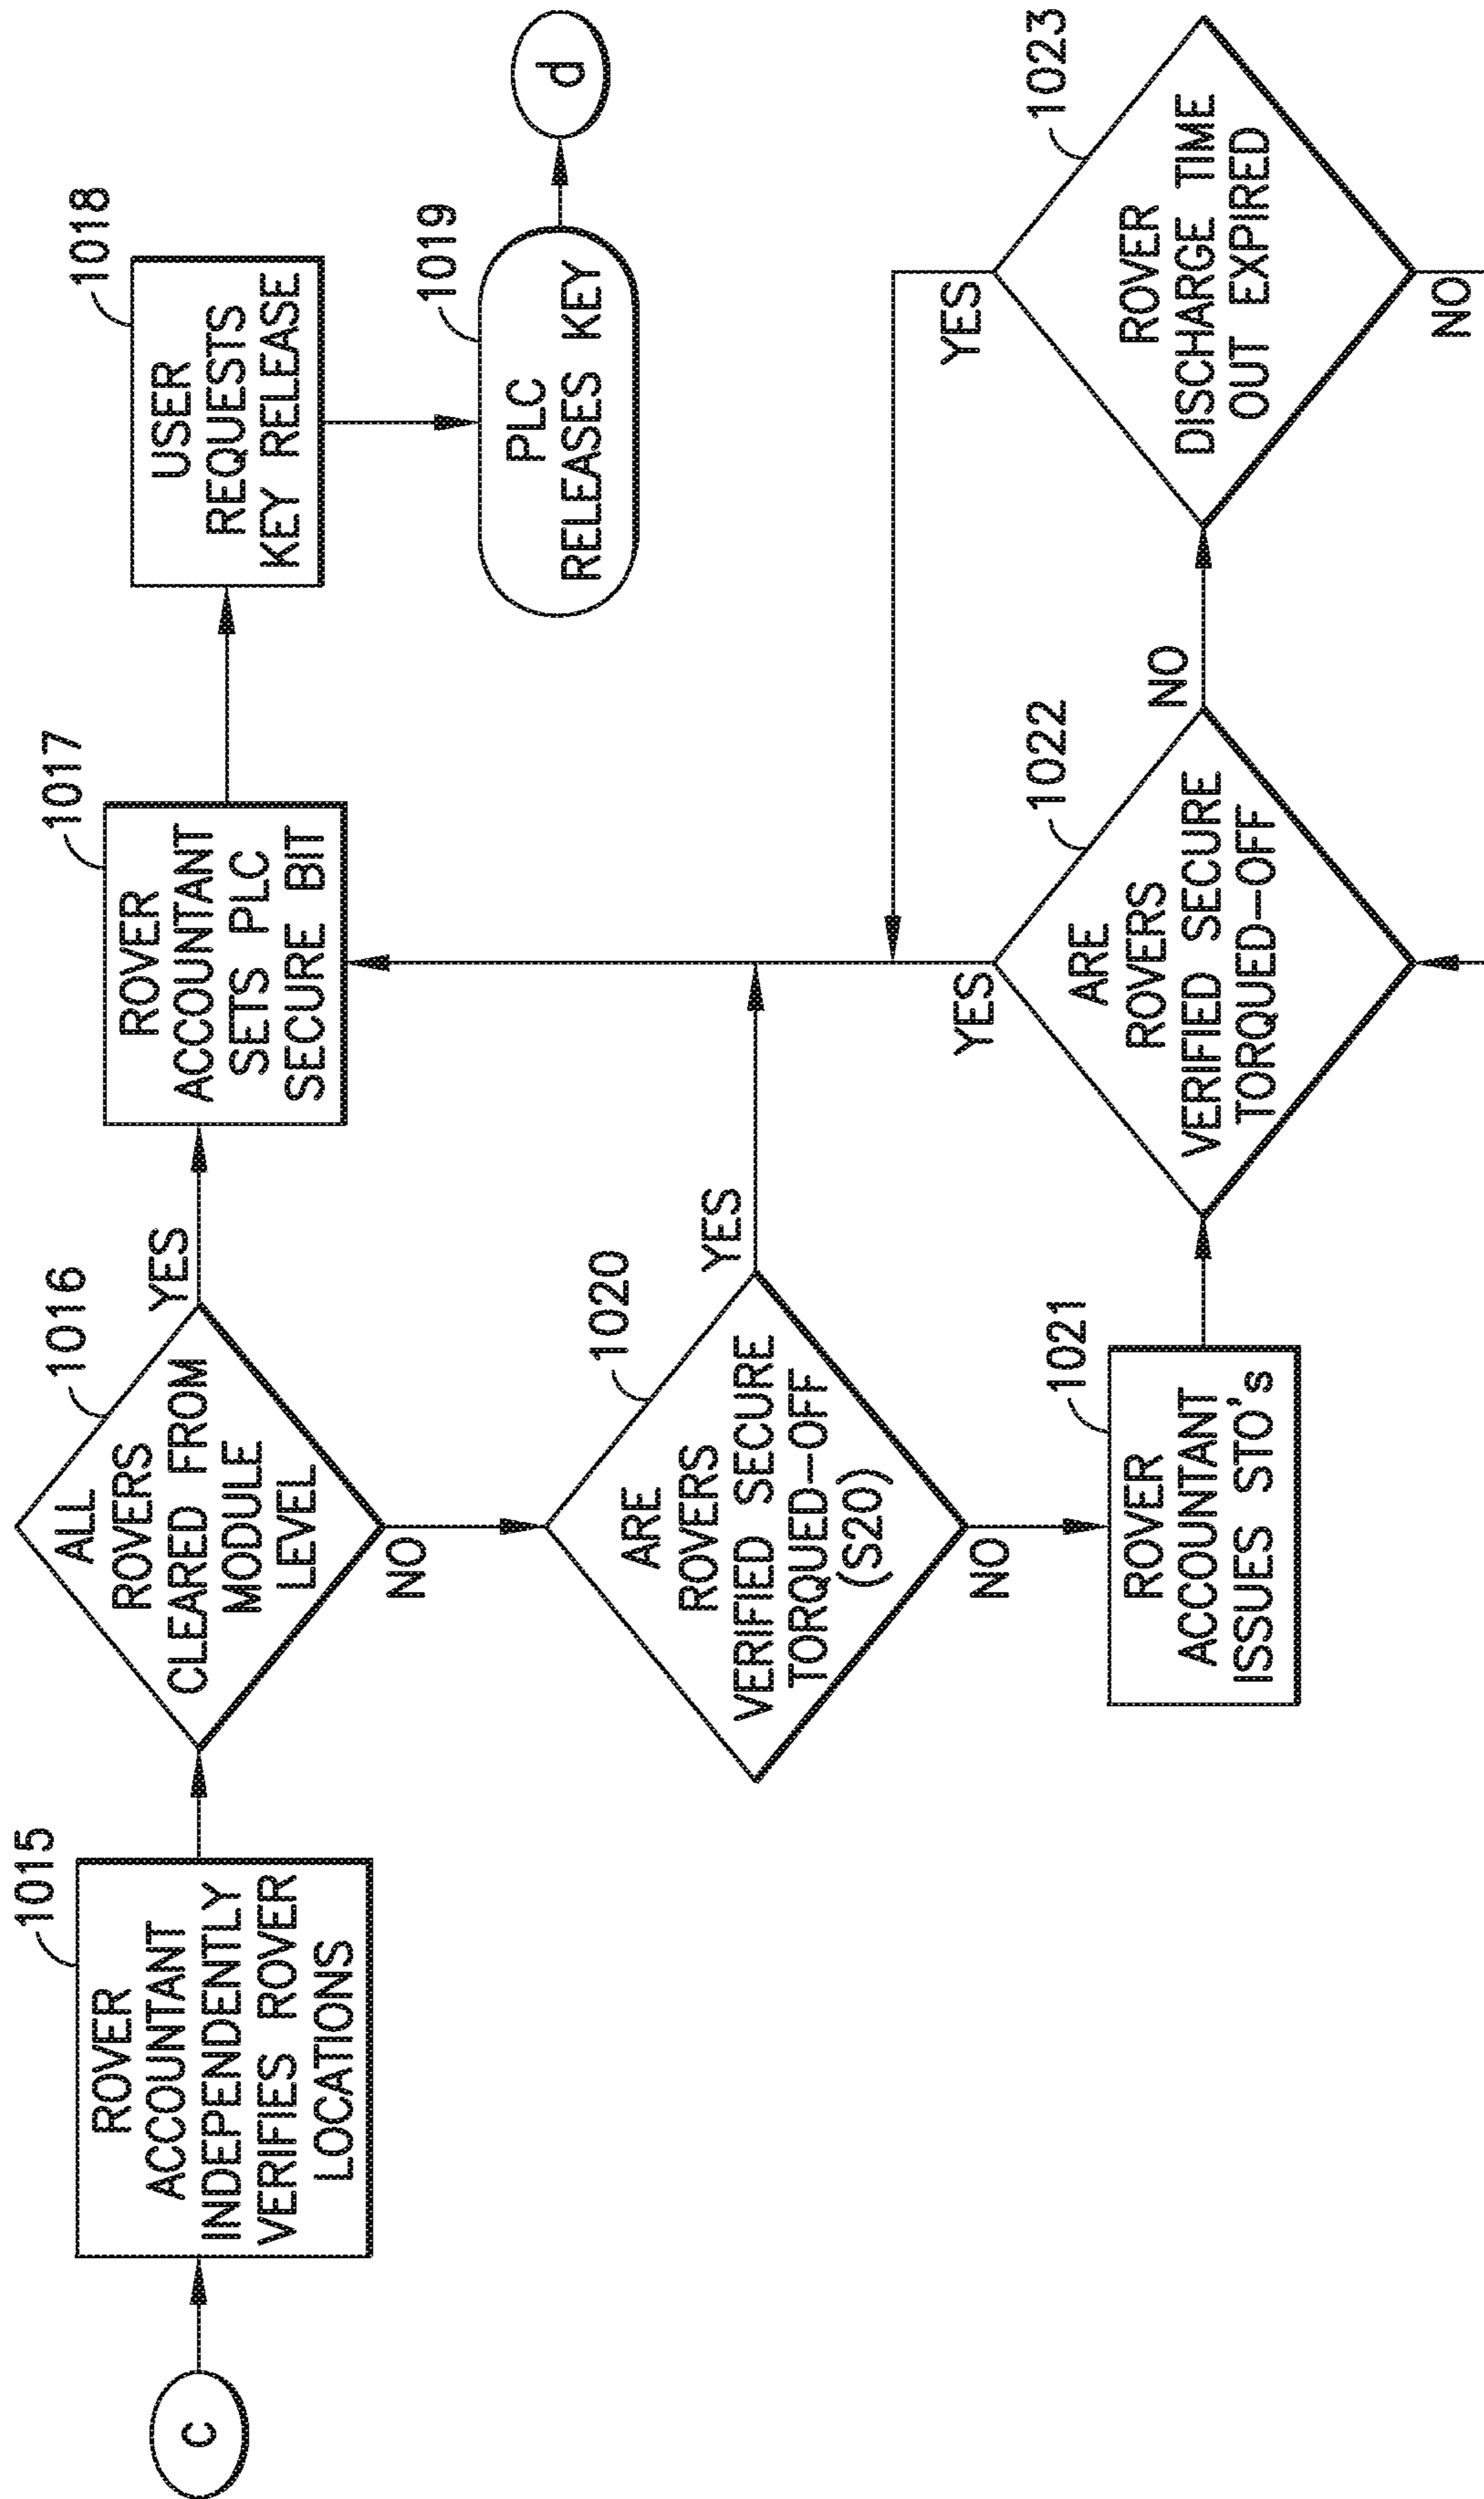 C
1015
ROVER
ACCOUNTANT
INDEPENDENTLY
VERIFIES ROVER
LOCATIONS
1016
ALL
ROVERS
CLEARED FROM
MODULE
LEVEL
YES
NO
1017
ROVER
ACCOUNTANT
SETS PLC
SECURE BIT
1018
USER
REQUESTS
KEY RELEASE
1019
PLC
RELEASES KEY
d
1020
ARE
ROVERS
VERIFIED SECURE
TORQUED-OFF
(S20)
YES
NO
1021
ROVER
ACCOUNTANT
ISSUES STO's
1022
ARE
ROVERS
VERIFIED SECURE
TORQUED-OFF
YES
NO
1023
ROVER
DISCHARGE TIME
OUT EXPIRED
YES
NO